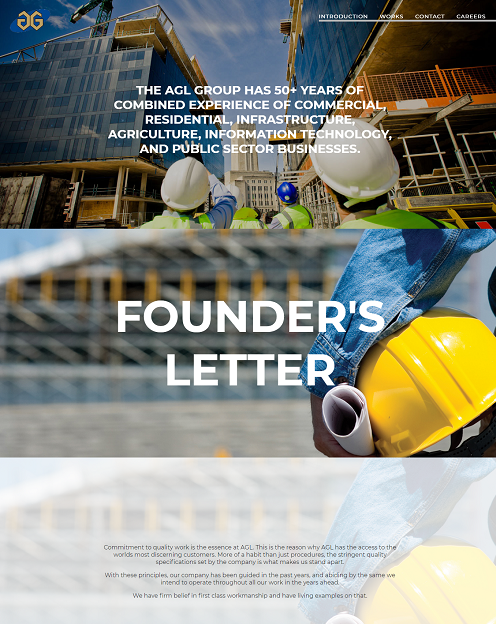 INTRODUCTION WORKS CONTACT CAREERS
THE AGL GROUP HAS 50+ YEARS OF
COMBINED EXPERIENCE OF COMMERCIAL,
RESIDENTIAL, INFRASTRUCTURE,
AGRICULTURE, INFORMATION TECHNOLOGY,
AND PUBLIC SECTOR BUSINESSES.
FOUNDER'S
LETTER
Commitment to quality work is the essence at AGL. This is the reason why AGL has the access to the
worlds most discerning customers. More of a habit than just procedures, the stringent quality
specifications set by the company is what makes us stand apart.
With these principles, our company has been guided in the past years, and abiding by the same we
intend to operate throughout all our work in the years ahead.
We have firm belief in first class workmanship and have living examples on that.